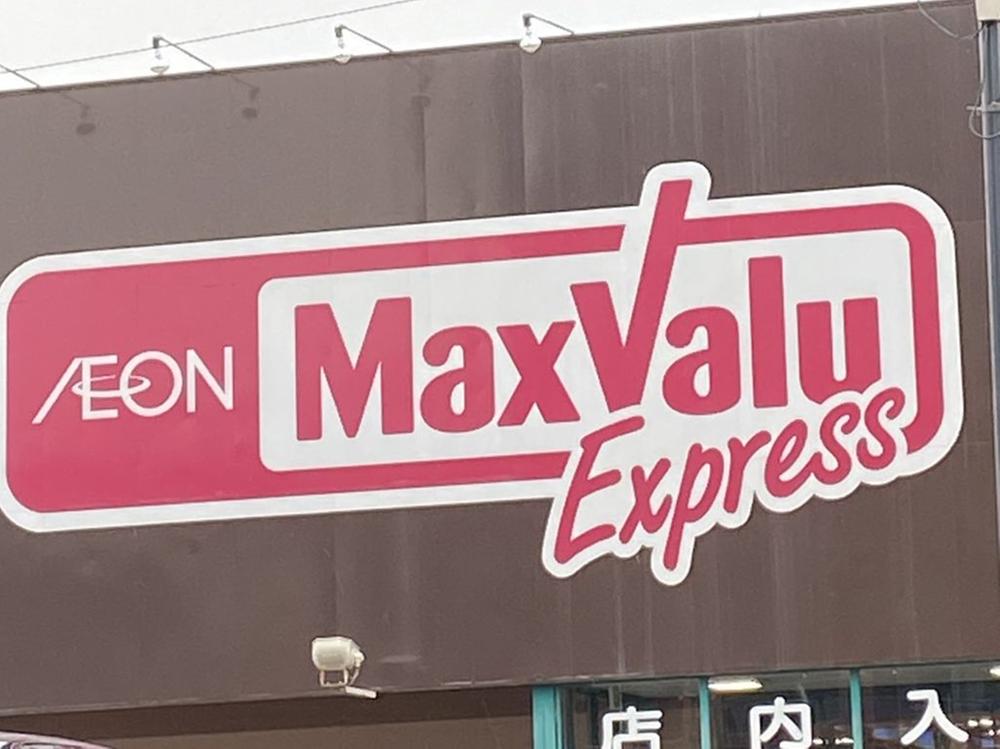 ÆON
MaxValu
Express
店内入